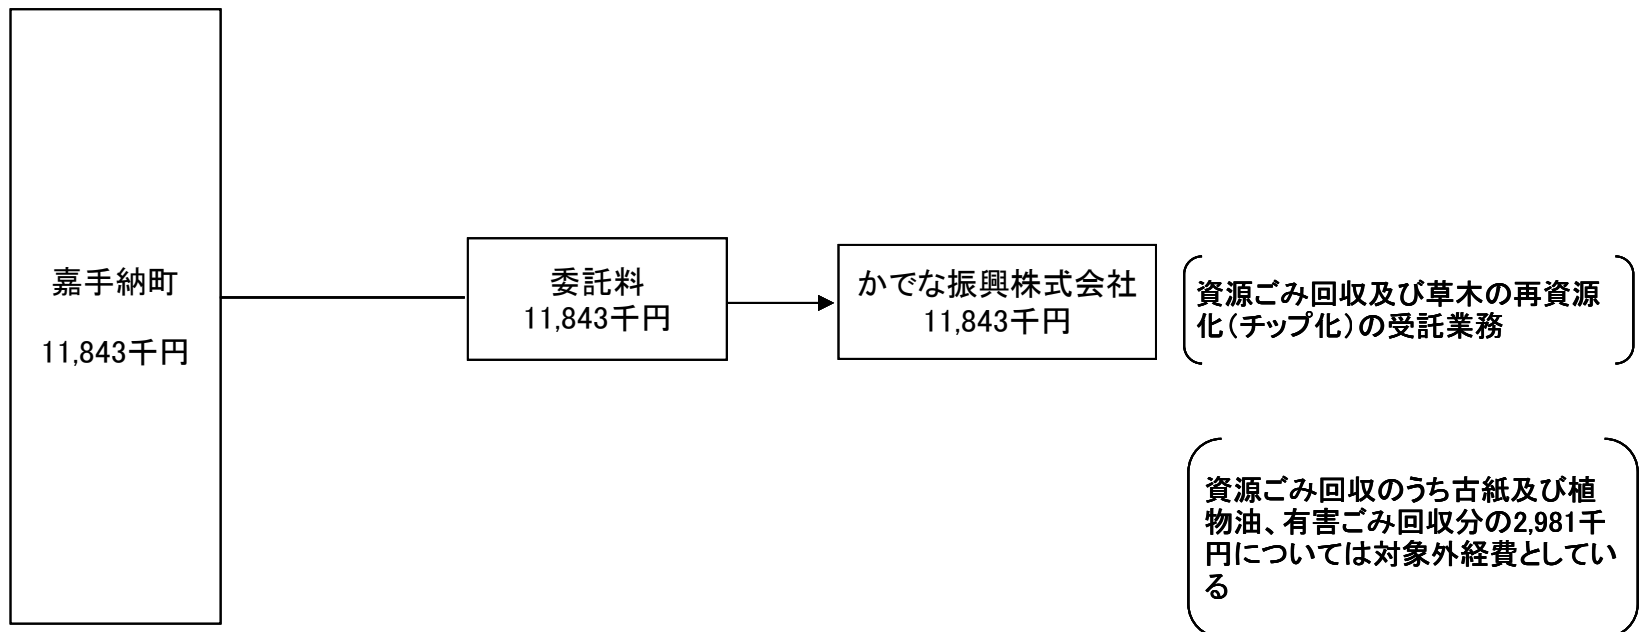 嘉手納町
11,843千円
委託料
11,843千円
かでな振興株式会社
11,843千円
資源ごみ回収及び草木の再資源
化（チップ化）の受託業務
資源ごみ回収のうち古紙及び植
物油、有害ごみ回収分の2,981千
円については対象外経費としてい
る